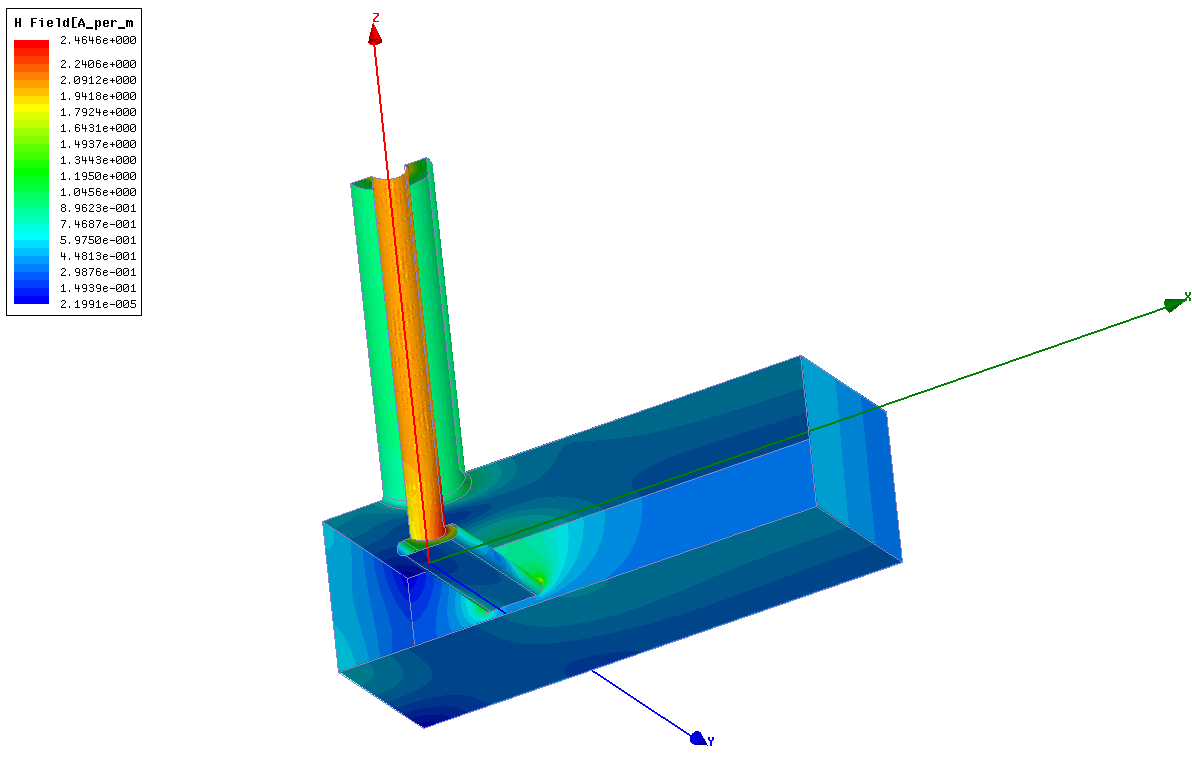 H Field[A_per_m
2.4646e+000
2.2406e+000
2.0912e+000
1.9418e+000
1.7924e+000
1.6431e+000
1.4937e+000
1.3443e+000
1.1950e+000
1.0456e+000
8.9623e-001
7.4687e-001
5.9750e-001
4.4813e-001
2.9876e-001
1.4939e-001
2.1991e-005
Z
X
Y